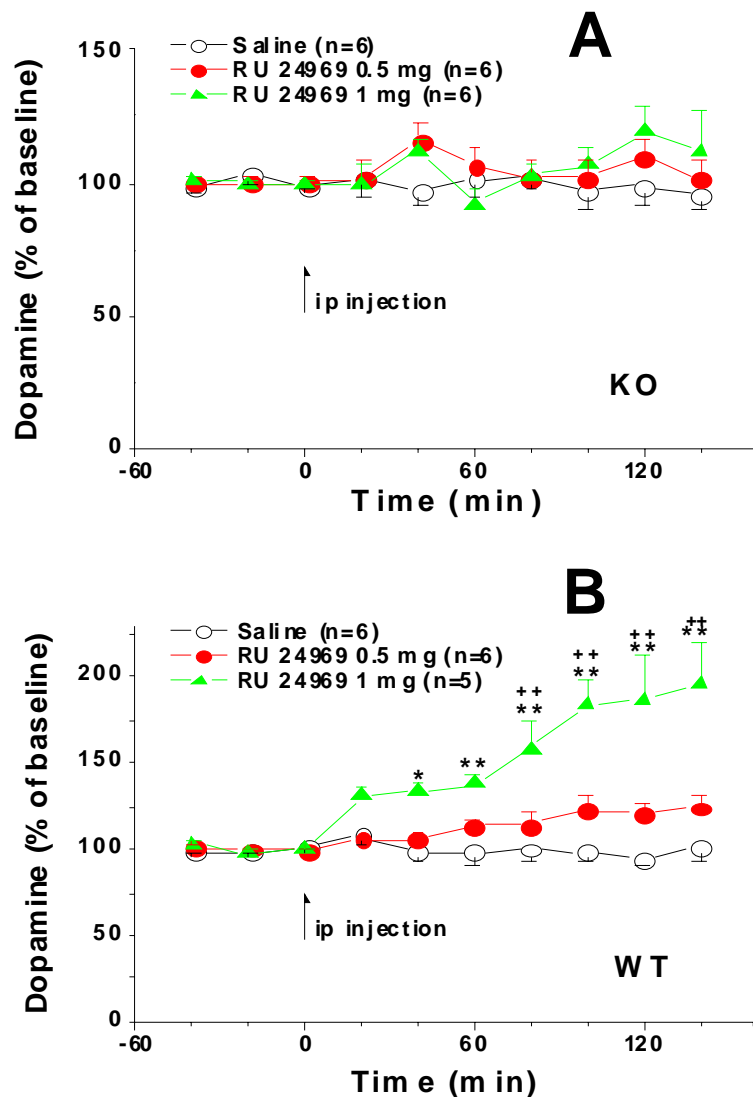 A
Saline (n=6)
RU 24969 0.5 mg (n=6)
RU 24969 1 mg (n=6)
150
100
50
0
Dopamine (% of baseline)
ip injection
KO
-60
0
60
120
Time (min)
B
Saline (n=6)
RU 24969 0.5 mg (n=6)
RU 24969 1 mg (n=5)
++
**
++
**
++
**
++
**
**
*
200
150
100
50
0
Dopamine (% of baseline)
ip injection
WT
-60
0
60
120
Time (min)